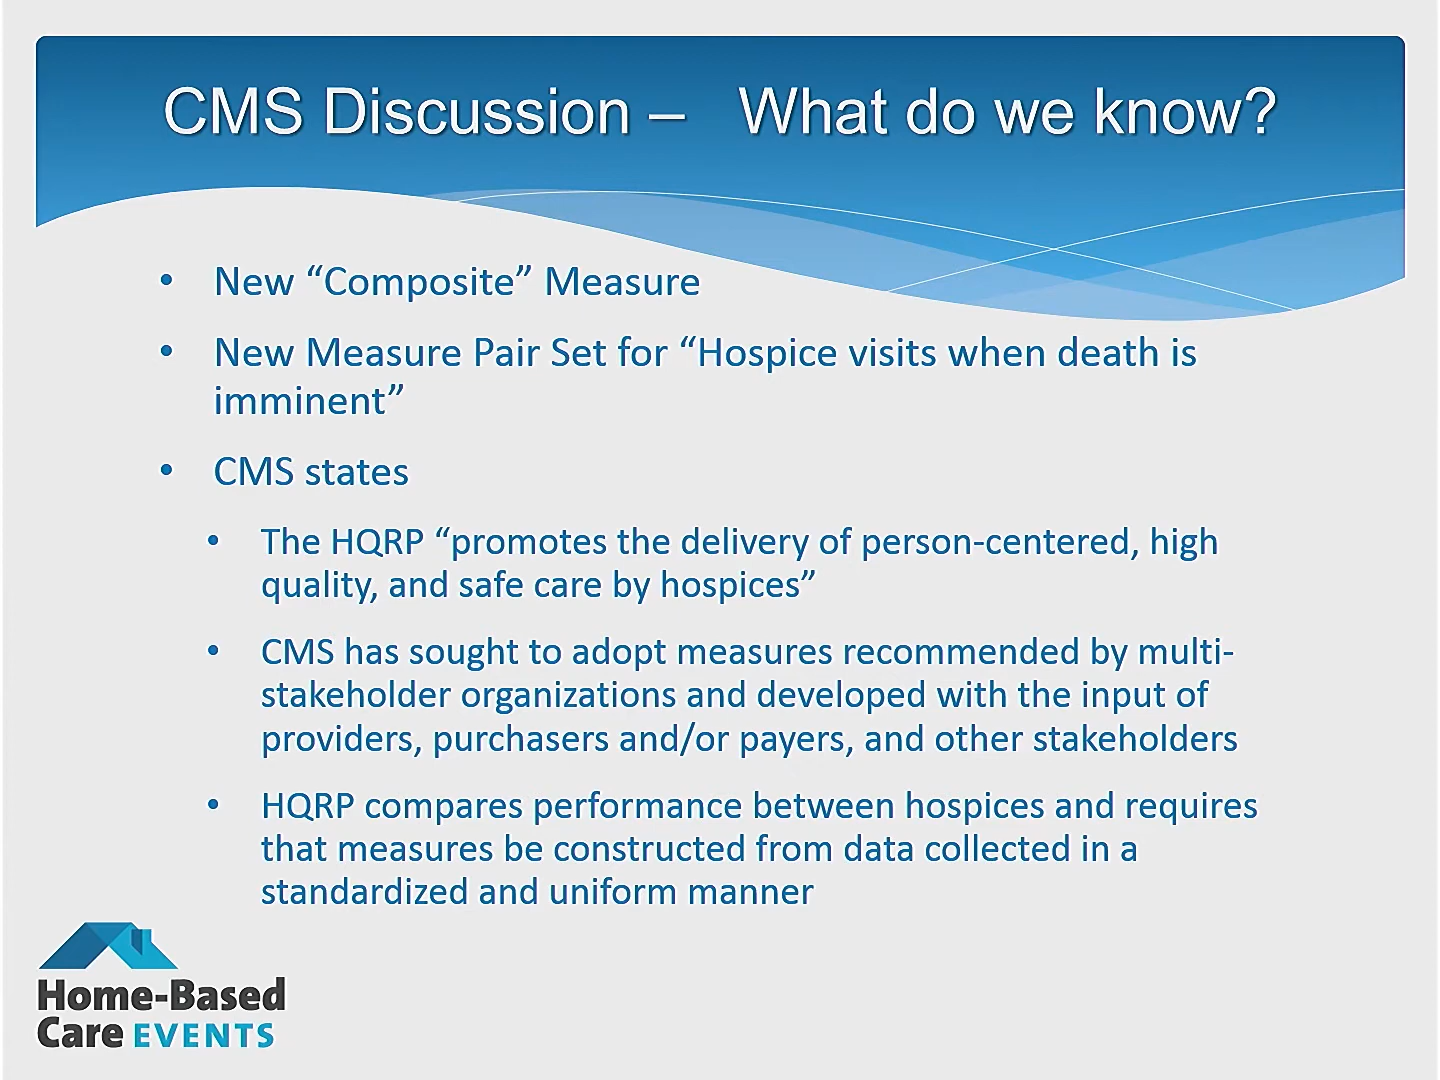 CMS Discussion – What do we know?
• New “Composite” Measure
• New Measure Pair Set for “Hospice visits when death is
imminent”
• CMS states
• The HQRP “promotes the delivery of person-centered, high
quality, and safe care by hospices”
• CMS has sought to adopt measures recommended by multi-
stakeholder organizations and developed with the input of
providers, purchasers and/or payers, and other stakeholders
• HQRP compares performance between hospices and requires
that measures be constructed from data collected in a
standardized and uniform manner
Home-Based
Care EVENTS